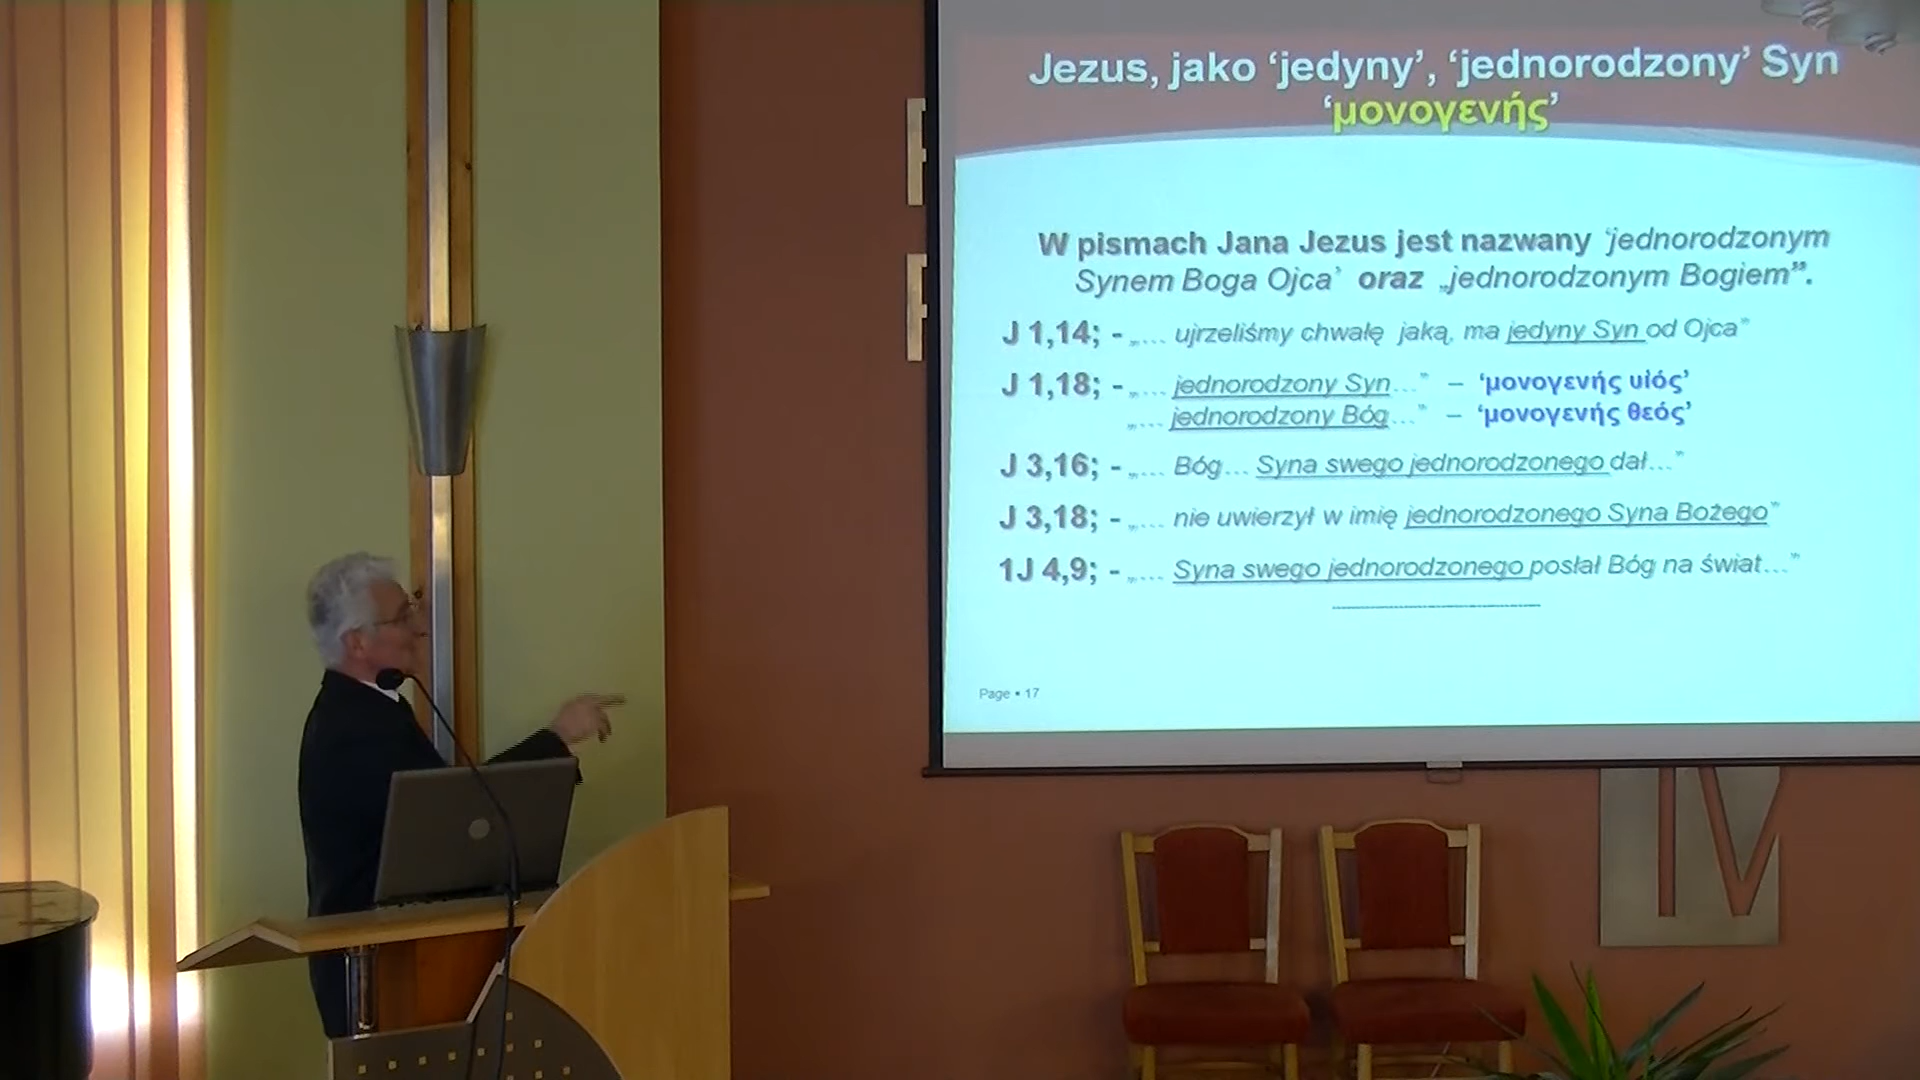 Jezus, jako ‘jedyny’, ‘jednorodzony’ Syn
‘μονογενής’
W pismach Jana Jezus jest nazwany ‘jednorodzonym
Synem Boga Ojca’ oraz „jednorodzonym Bogiem”.
J 1,14; - „… ujrzeliśmy chwałę jaką, ma jedyny Syn od Ojca”
J 1,18; - „… jednorodzony Syn…” – ‘μονογενής υἱός’
„… jednorodzony Bóg…” – ‘μονογενής θεός’
J 3,16; - „… Bóg… Syna swego jednorodzonego dał…”
J 3,18; - „… nie uwierzył w imię jednorodzonego Syna Bożego”
1J 4,9; - „… Syna swego jednorodzonego posłał Bóg na świat…”
Page ▪ 17
IV